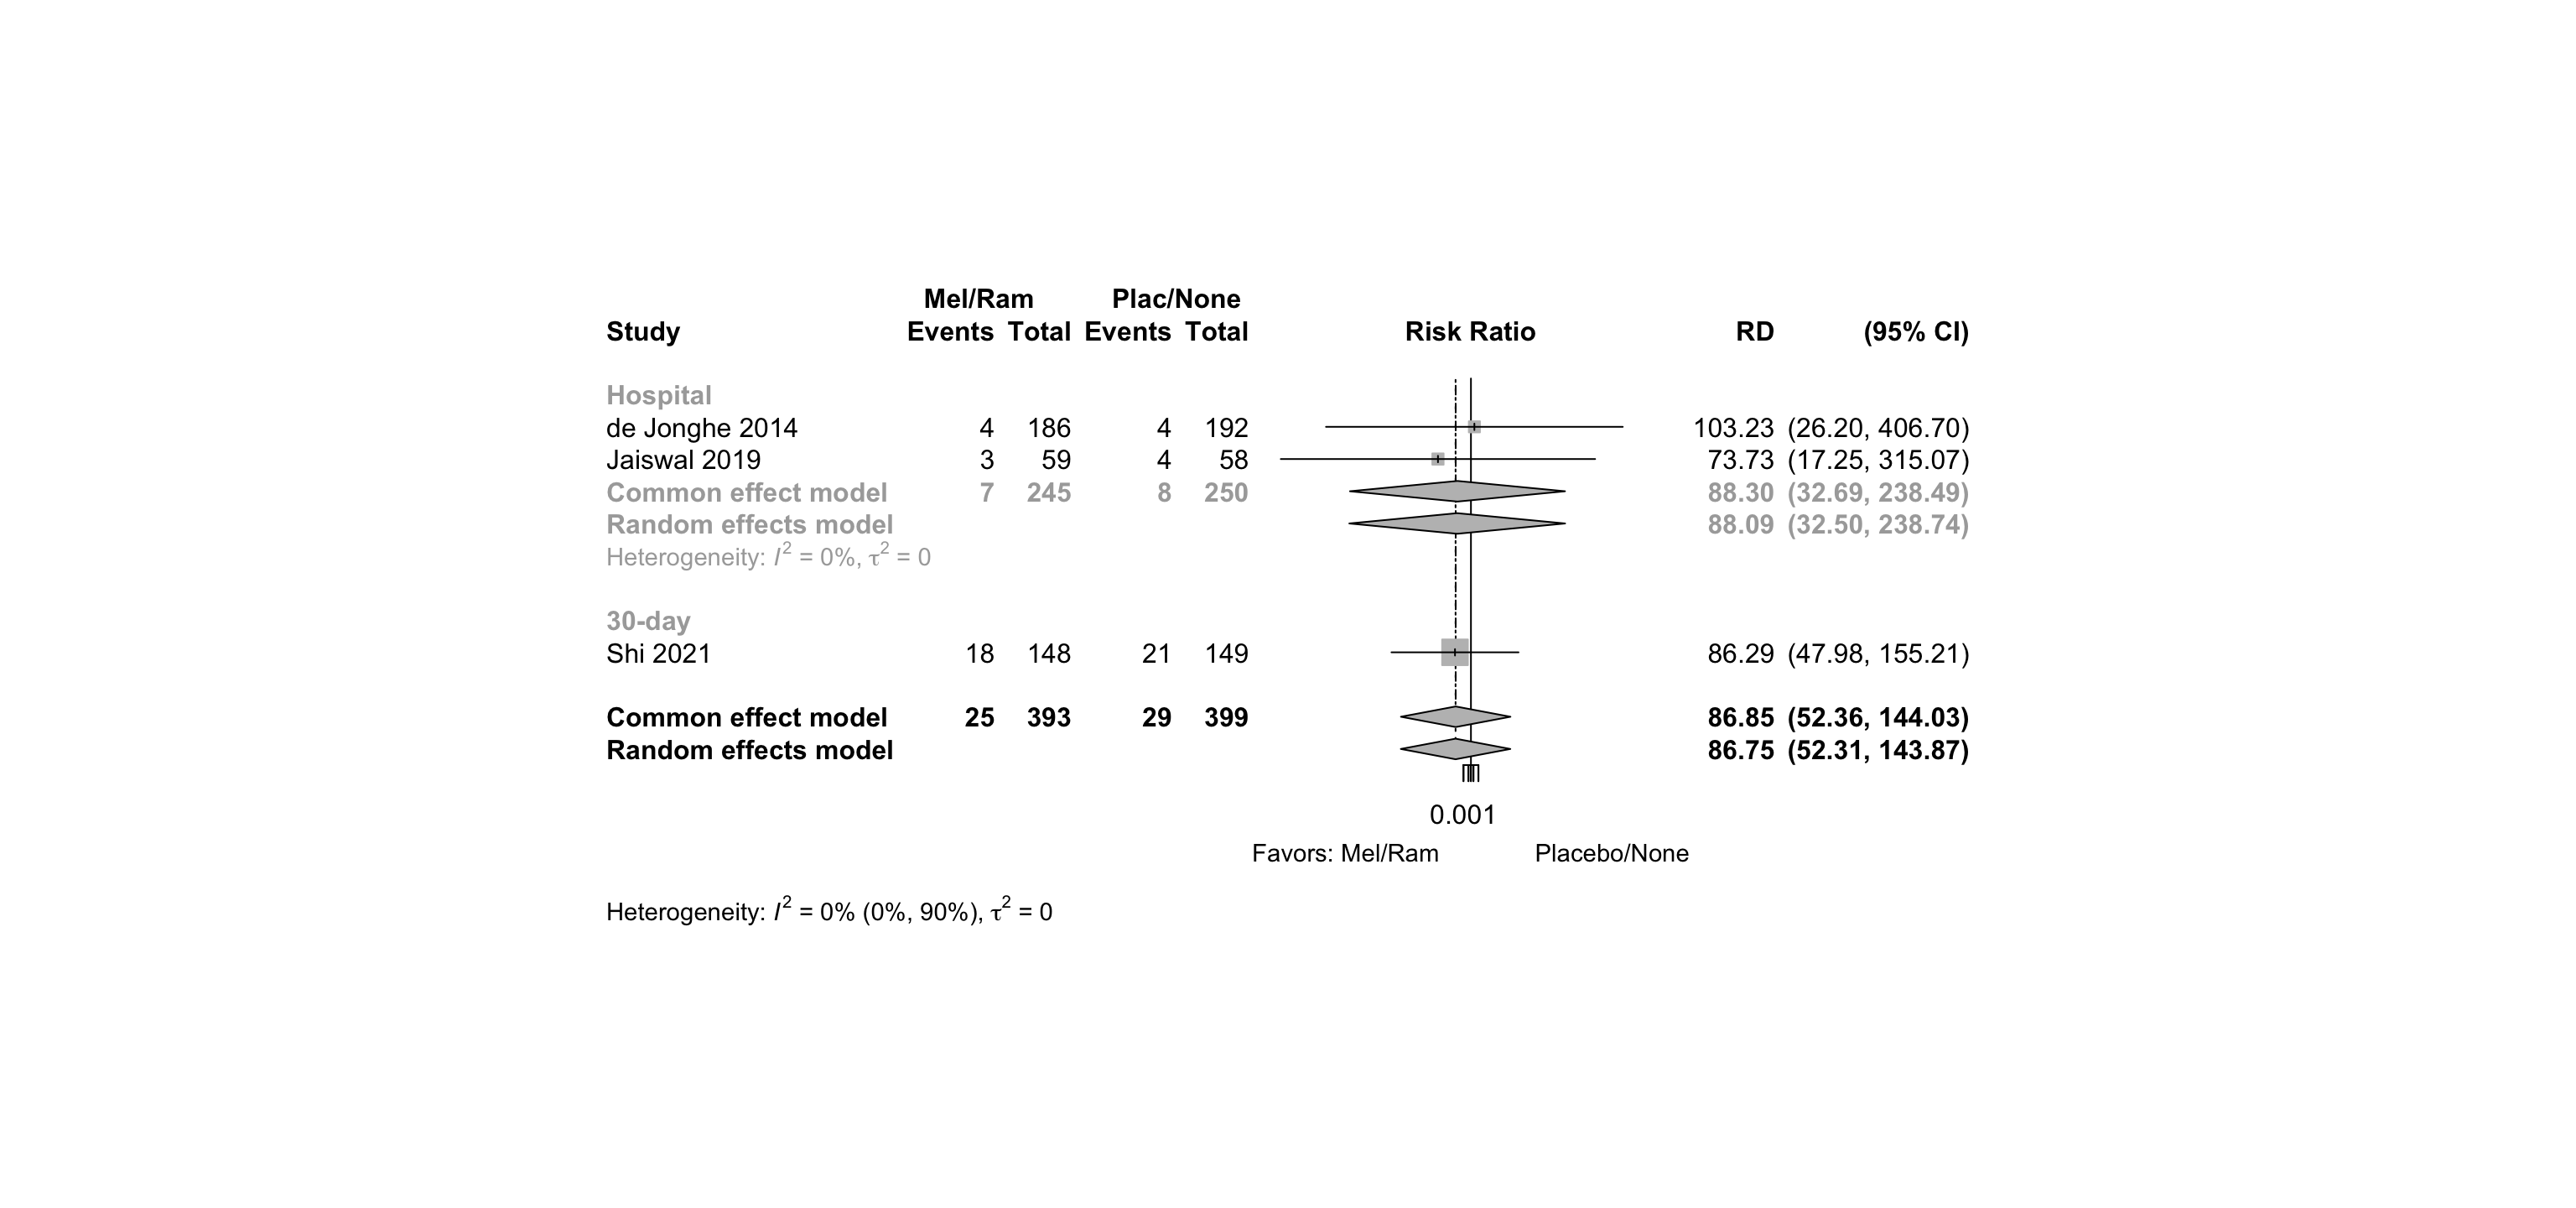 Mel/Ram Plac/None
Study Events Total Events Total Risk Ratio RD (95% CI)
Hospital
de Jonghe 2014 4 186 4 192 103.23 (26.20, 406.70)
Jaiswal 2019 3 59 4 58 73.73 (17.25, 315.07)
Common effect model 7 245 8 250 88.30 (32.69, 238.49)
Random effects model 88.09 (32.50, 238.74)
Heterogeneity: I² = 0%, τ² = 0
30-day
Shi 2021 18 148 21 149 86.29 (47.98, 155.21)
Common effect model 25 393 29 399 86.85 (52.36, 144.03)
Random effects model 86.75 (52.31, 143.87)
0.001
Favors: Mel/Ram Placebo/None
Heterogeneity: I² = 0% (0%, 90%), τ² = 0